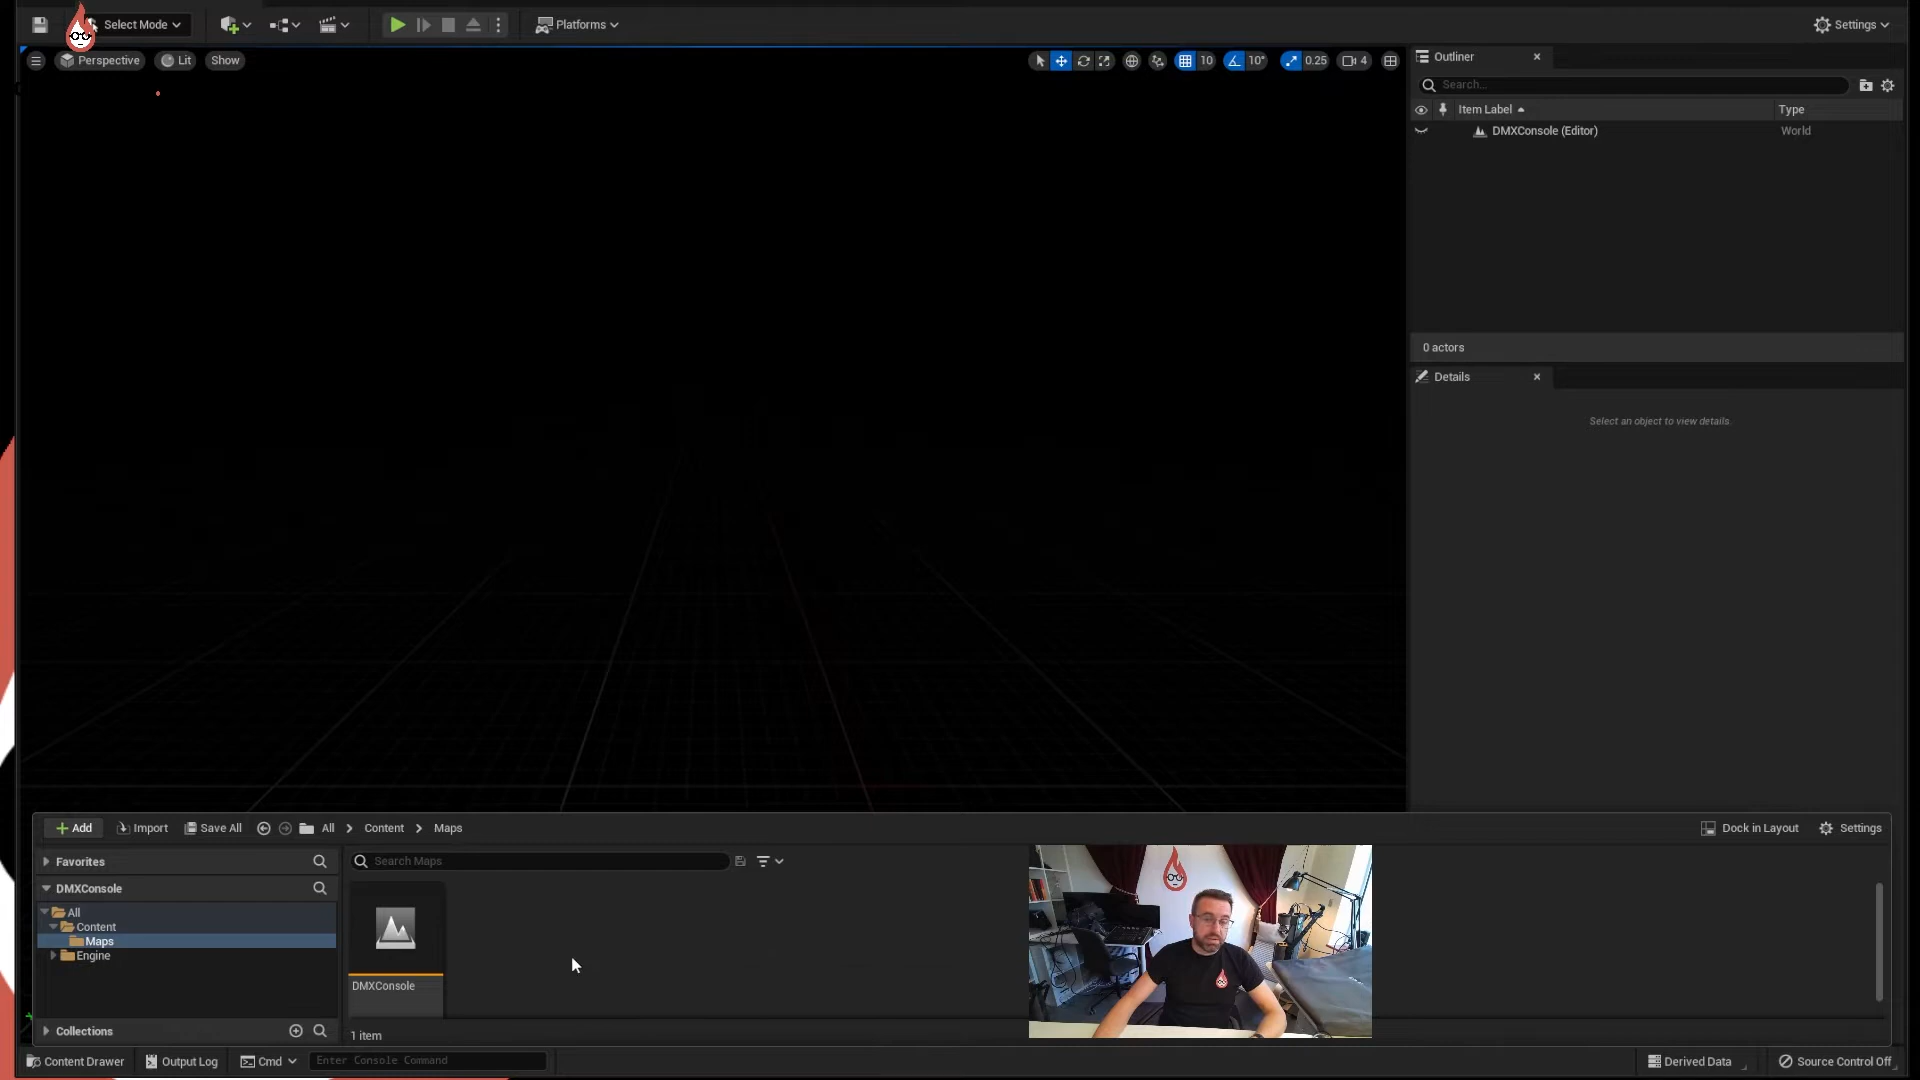 Select Mode
Platforms
Settings
Perspective
Lit
Show
10
10°
0.25
4
Outliner
Search...
Item Label
Type
DMXConsole (Editor)
World
0 actors
Details
Select an object to view details.
Add
Import
Save All
All
Content
Maps
Dock in Layout
Settings
Favorites
Search Maps
DMXConsole
All
Content
Maps
Engine
DMXConsole
Collections
1 item
Content Drawer
Output Log
Cmd
Enter Console Command
Derived Data
Source Control Off